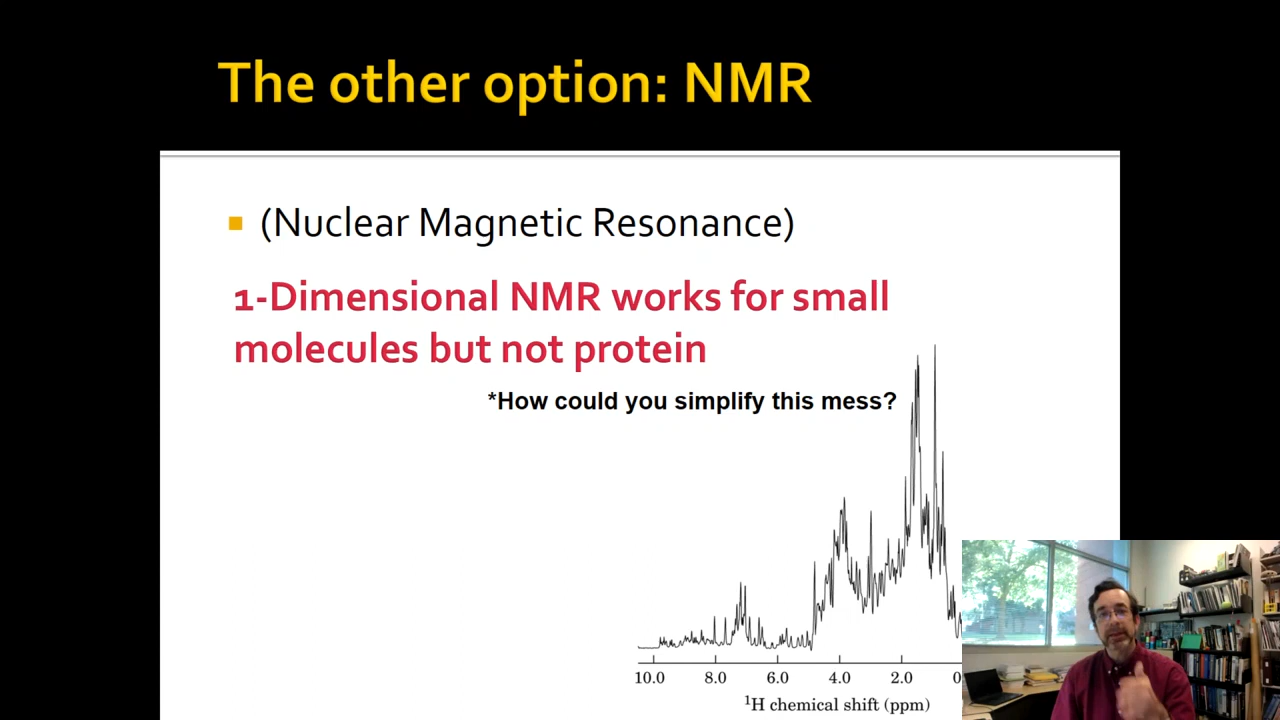 The other option: NMR
(Nuclear Magnetic Resonance)
1-Dimensional NMR works for small
molecules but not protein
*How could you simplify this mess?
10.0 8.0 6.0 4.0 2.0 0
¹H chemical shift (ppm)